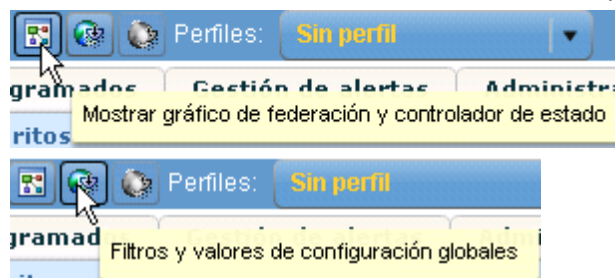 Perfiles: Sin perfil
gramados Gestión de alertas Administra
Mostrar gráfico de federación y controlador de estado
ritos
Perfiles: Sin perfil
gramad
Filtros y valores de configuración globales